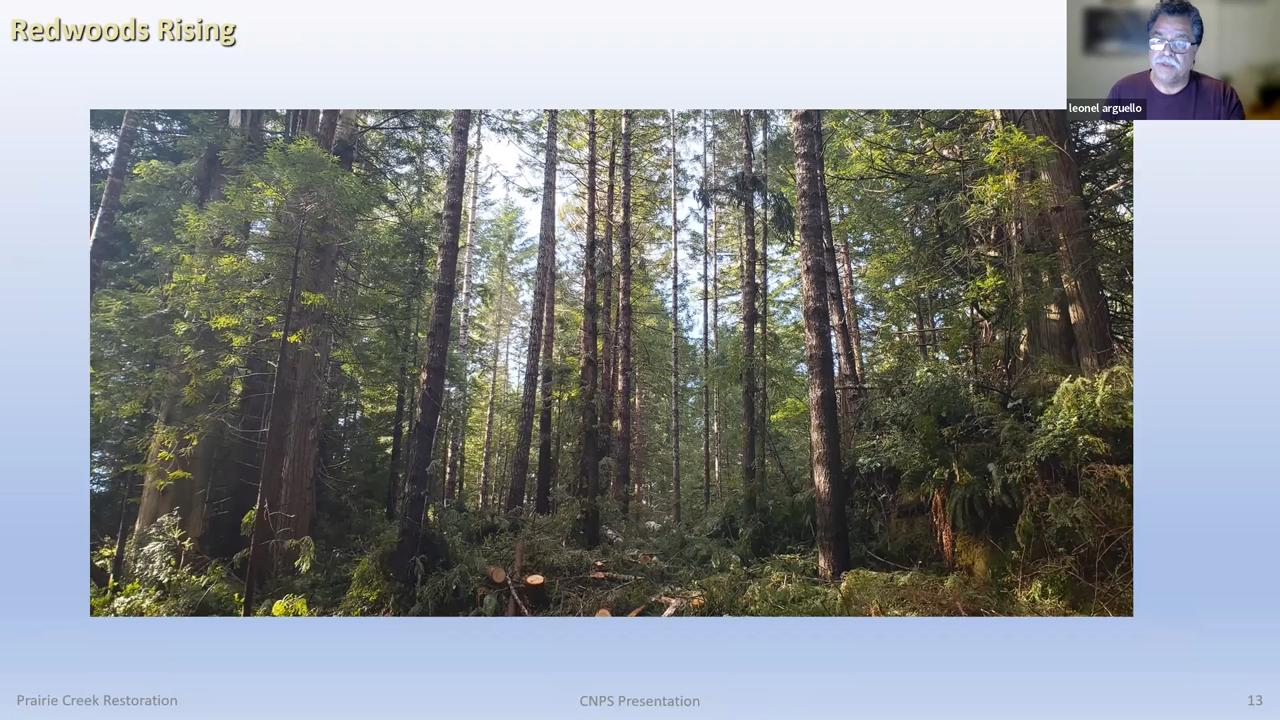 Redwoods Rising
leonel arguello
Prairie Creek Restoration
CNPS Presentation
13